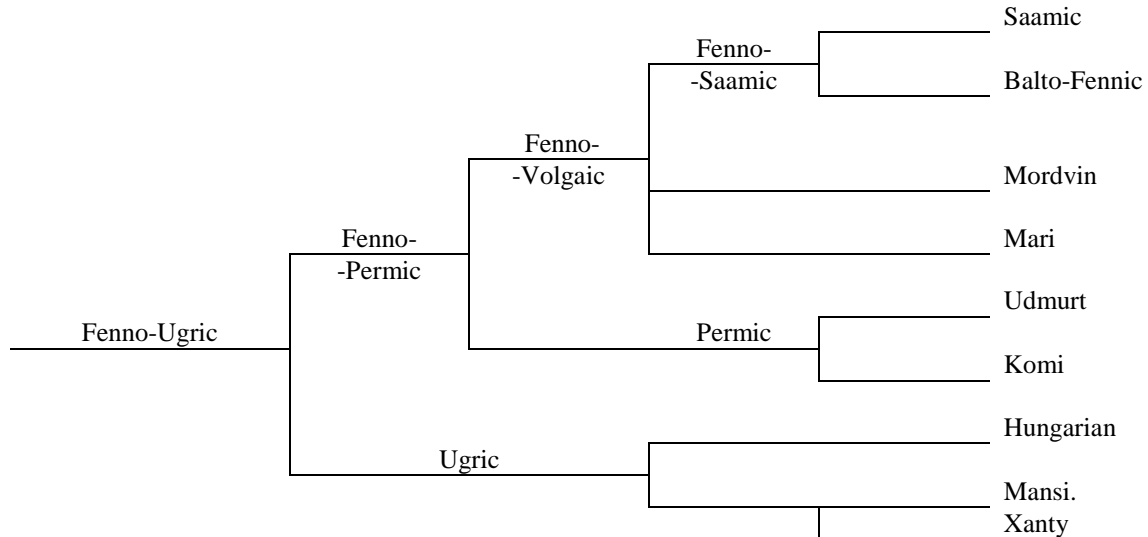 Saamic
Fenno-
-Saamic
Balto-Fennic
Fenno-
-Volgaic
Mordvin
Fenno-
-Permic
Mari
Udmurt
Fenno-Ugric
Permic
Komi
Hungarian
Ugric
Mansi.
Xanty